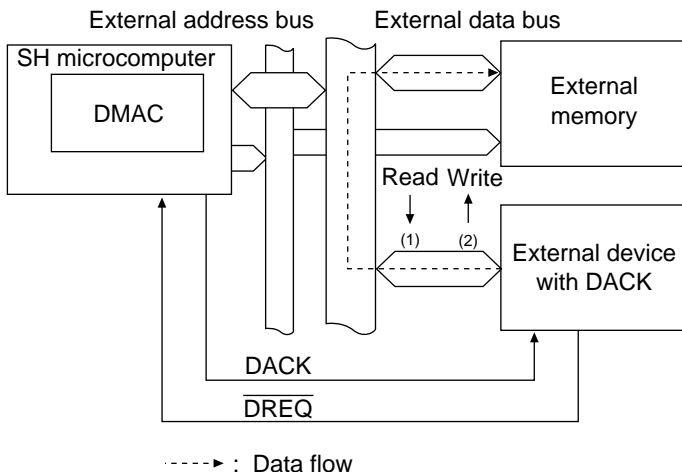 External address bus
External data bus
SH microcomputer
DMAC
External
memory
Read Write
(1) (2)
External device
with DACK
DACK
DREQ
: Data flow